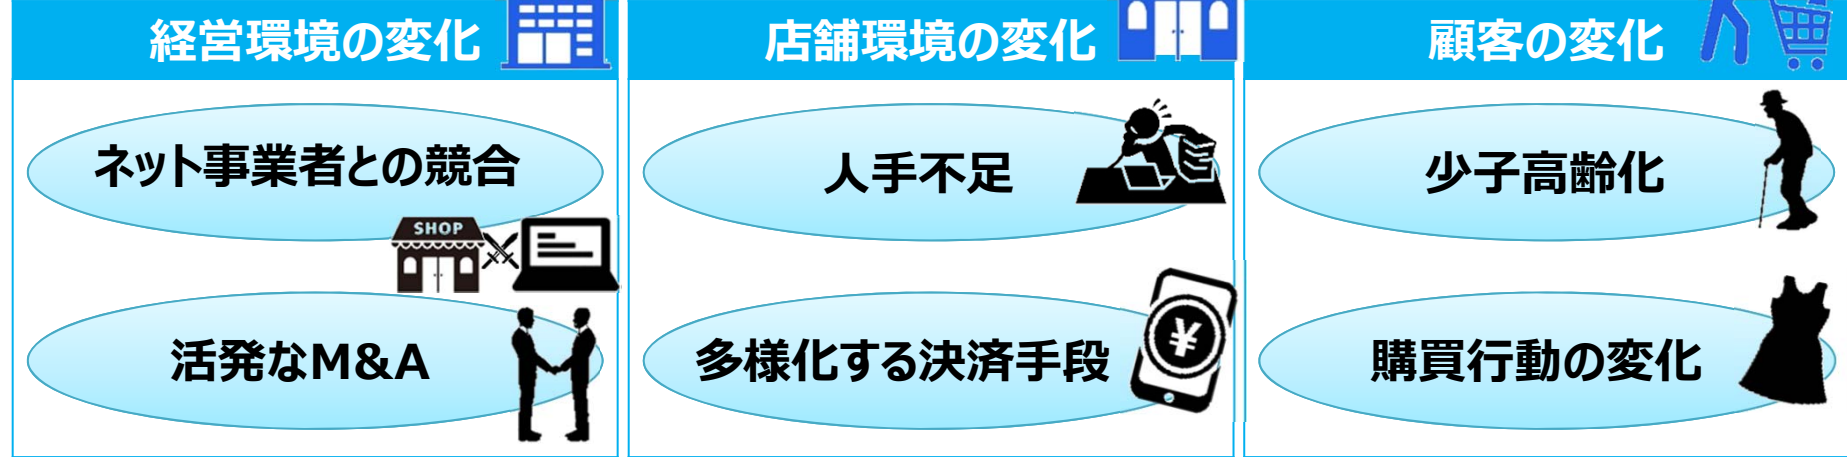 経営環境の変化
ネット事業者との競合
SHOP
活発なM&A
店舗環境の変化
人手不足
多様化する決済手段
¥
顧客の変化
少子高齢化
購買行動の変化